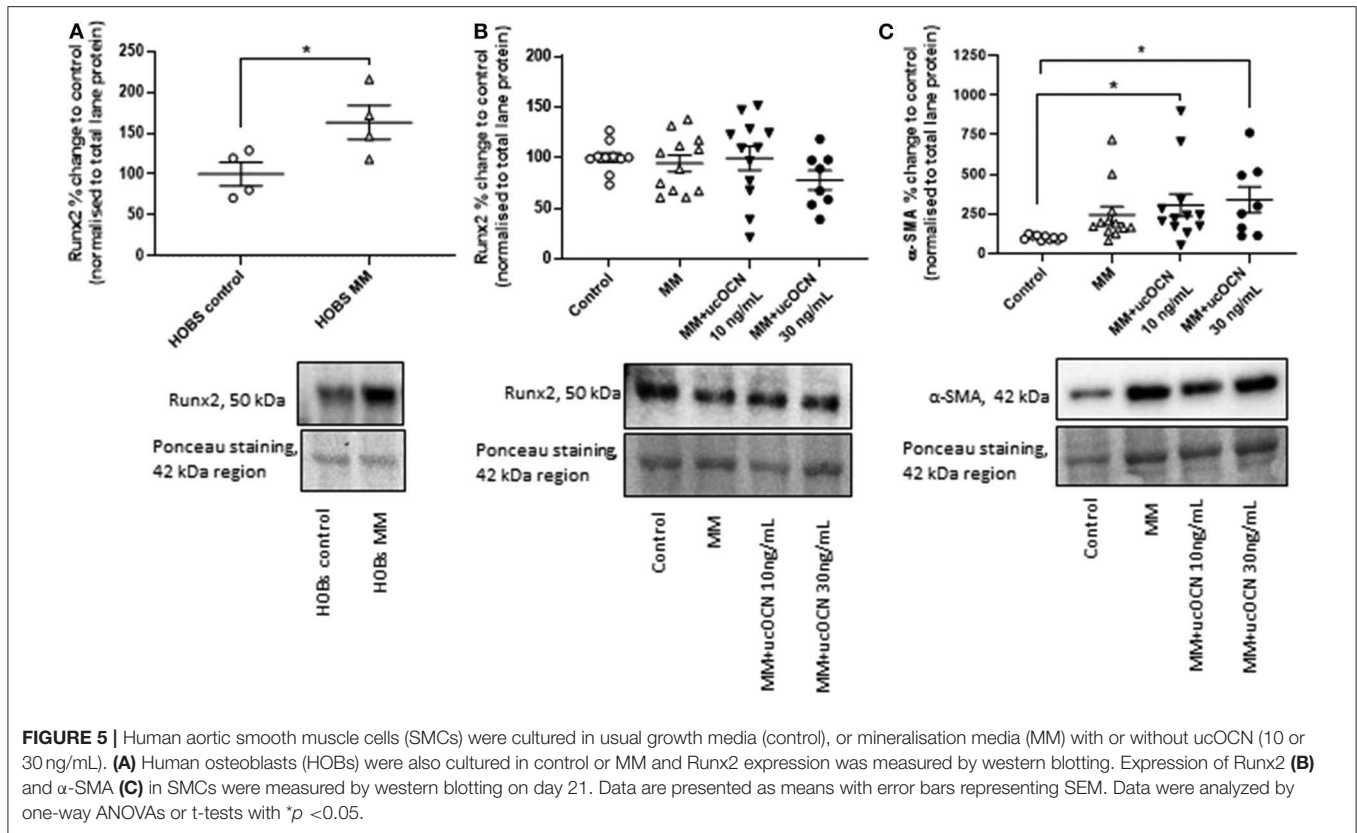 A
Runx2 % change to control
(normalised to total lane protein)
250
200
150
100
50
0
*
HOBS control
HOBS MM
Runx2, 50 kDa
Ponceau staining,
42 kDa region
HOBs control
HOBs MM
B
Runx2 % change to control
(normalised to total lane protein)
200
150
100
50
0
Control
MM
MM+ucOCN
10 ng/mL
MM+ucOCN
30 ng/mL
Runx2, 50 kDa
Ponceau staining,
42 kDa region
Control
MM
MM+ucOCN 10ng/mL
MM+ucOCN 30ng/mL
C
α-SMA % change to control
(normalised to total lane protein)
1250
1000
750
500
250
0
*
*
Control
MM
MM+ucOCN
10 ng/mL
MM+ucOCN
30 ng/mL
α-SMA, 42 kDa
Ponceau staining,
42 kDa region
Control
MM
MM+ucOCN 10ng/mL
MM+ucOCN 30ng/mL
FIGURE 5 | Human aortic smooth muscle cells (SMCs) were cultured in usual growth media (control), or mineralisation media (MM) with or without ucOCN (10 or
30 ng/mL). (A) Human osteoblasts (HOBs) were also cultured in control or MM and Runx2 expression was measured by western blotting. Expression of Runx2 (B)
and α-SMA (C) in SMCs were measured by western blotting on day 21. Data are presented as means with error bars representing SEM. Data were analyzed by
one-way ANOVAs or t-tests with *p <0.05.